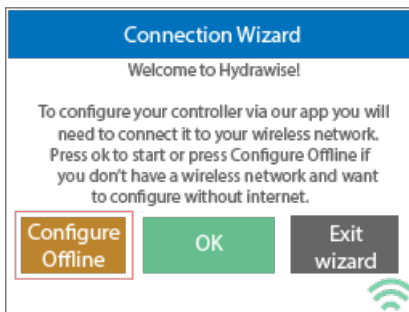 Connection Wizard
Welcome to Hydrawise!
To configure your controller via our app you will
need to connect it to your wireless network.
Press ok to start or press Configure Offline if
you don't have a wireless network and want
to configure without internet.
Configure
Offline
OK
Exit
wizard